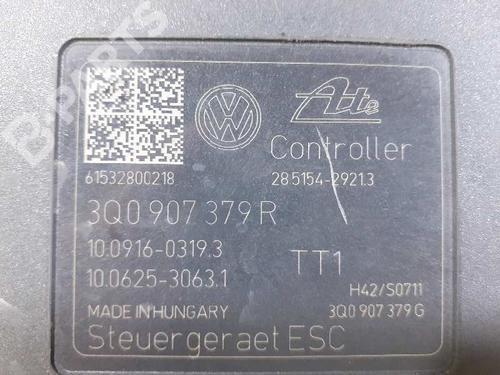 Ate
Controller
61532800218
28.5154-2921.3
3Q0 907 379 R
10.0916-0319.3
10.0625-3063.1
TT1
H42/S0711
MADE IN HUNGARY
3Q0 907 379 G
Steuergeraet ESC
B-PARTS